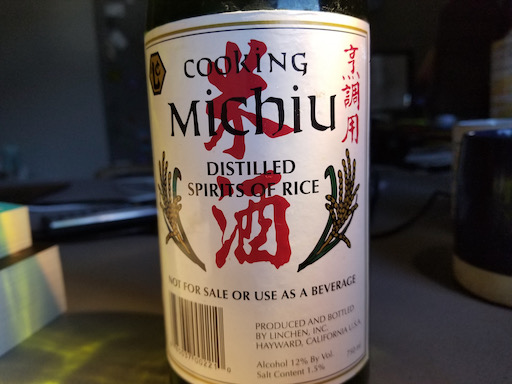 COOKING
Michiu
米酒
烹調用
DISTILLED
SPIRITS OF RICE
NOT FOR SALE OR USE AS A BEVERAGE
PRODUCED AND BOTTLED
BY LINCHEN, INC.
HAYWARD, CALIFORNIA U.S.A.
Alcohol 12% By Vol.
Salt Content 1.5%
750 ml